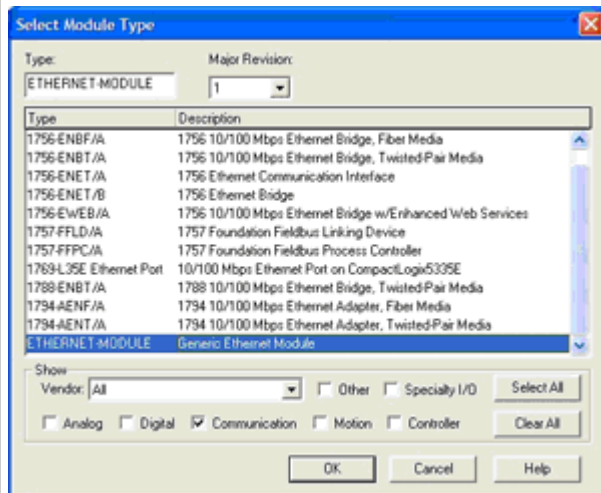 Select Module Type
Type: Major Revision:
ETHERNET-MODULE 1
Type Description
1756-ENBF/A 1756 10/100 Mbps Ethernet Bridge, Fiber Media
1756-ENBT/A 1756 10/100 Mbps Ethernet Bridge, Twisted-Pair Media
1756-ENET/A 1756 Ethernet Communication Interface
1756-ENET/B 1756 Ethernet Bridge
1756-EWEB/A 1756 10/100 Mbps Ethernet Bridge w/Enhanced Web Services
1757-FFLD/A 1757 Foundation Fieldbus Linking Device
1757-FFPC/A 1757 Foundation Fieldbus Process Controller
1769-L35E Ethernet Port 10/100 Mbps Ethernet Port on CompactLogix5335E
1788-ENBT/A 1788 10/100 Mbps Ethernet Bridge, Twisted-Pair Media
1794-AENF/A 1794 10/100 Mbps Ethernet Adapter, Fiber Media
1794-AENT/A 1794 10/100 Mbps Ethernet Adapter, Twisted-Pair Media
ETHERNET-MODULE Generic Ethernet Module
Show
Vendor: All Other Specialty I/O Select All
Analog Digital Communication Motion Controller Clear All
OK Cancel Help